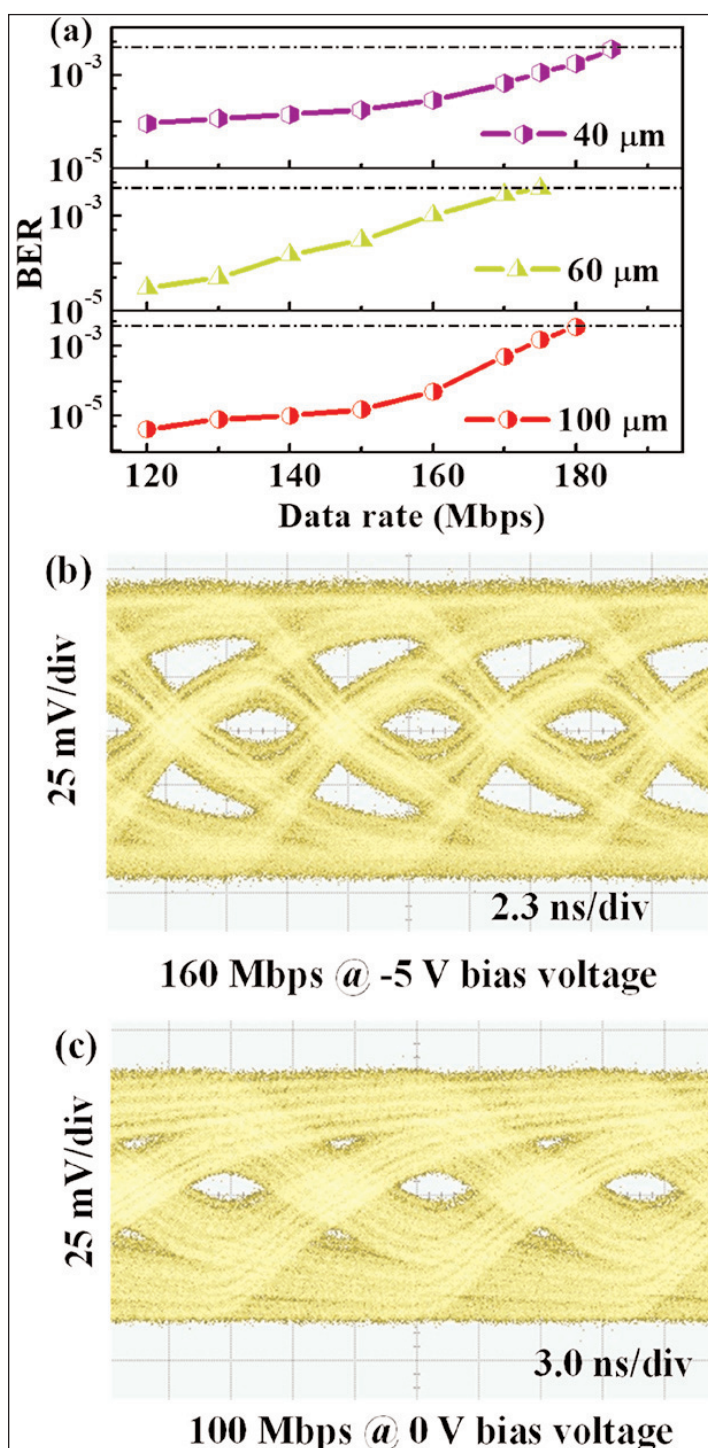 (a)
10⁻³
40 μm
10⁻⁵
10⁻³
BER
60 μm
10⁻⁵
10⁻³
10⁻⁵
100 μm
120 140 160 180
Data rate (Mbps)
(b)
25 mV/div
2.3 ns/div
160 Mbps @ -5 V bias voltage
(c)
25 mV/div
3.0 ns/div
100 Mbps @ 0 V bias voltage